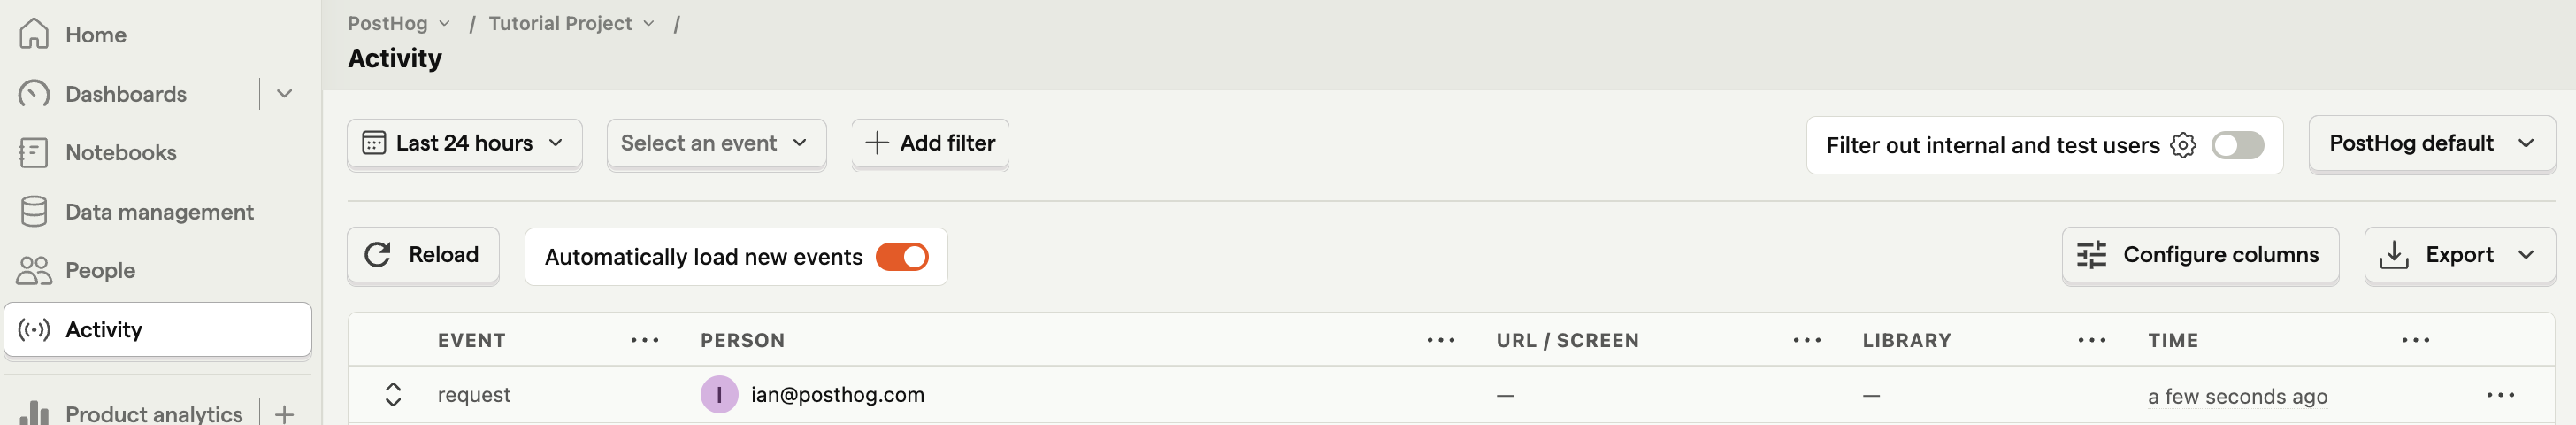 Home
Dashboards
Notebooks
Data management
People
Activity
Product analytics
PostHog / Tutorial Project /
Activity
Last 24 hours Select an event Add filter Filter out internal and test users PostHog default
Reload Automatically load new events Configure columns Export
EVENT PERSON URL / SCREEN LIBRARY TIME
request I ian@posthog.com — — a few seconds ago